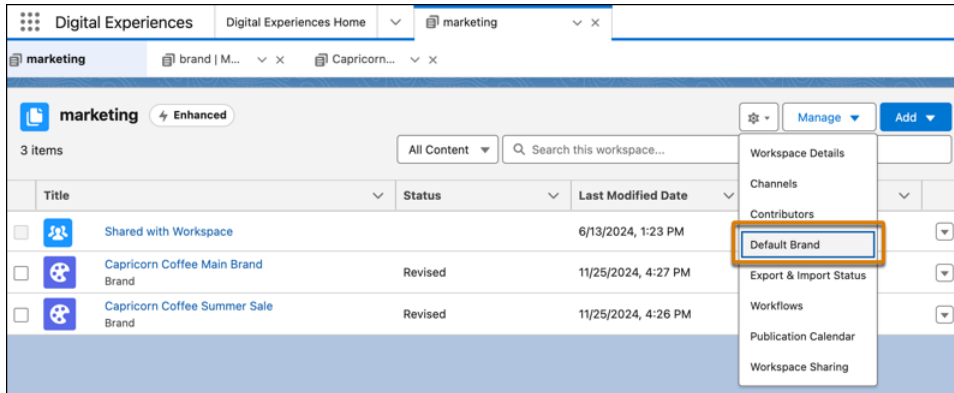 Digital Experiences
Digital Experiences Home
marketing
marketing
brand | M...
Capricorn...
marketing
Enhanced
Manage
Add
3 items
All Content
Search this workspace...
Title
Status
Last Modified Date
Shared with Workspace
6/13/2024, 1:23 PM
Capricorn Coffee Main Brand
Brand
Revised
11/25/2024, 4:27 PM
Capricorn Coffee Summer Sale
Brand
Revised
11/25/2024, 4:26 PM
Workspace Details
Channels
Contributors
Default Brand
Export & Import Status
Workflows
Publication Calendar
Workspace Sharing